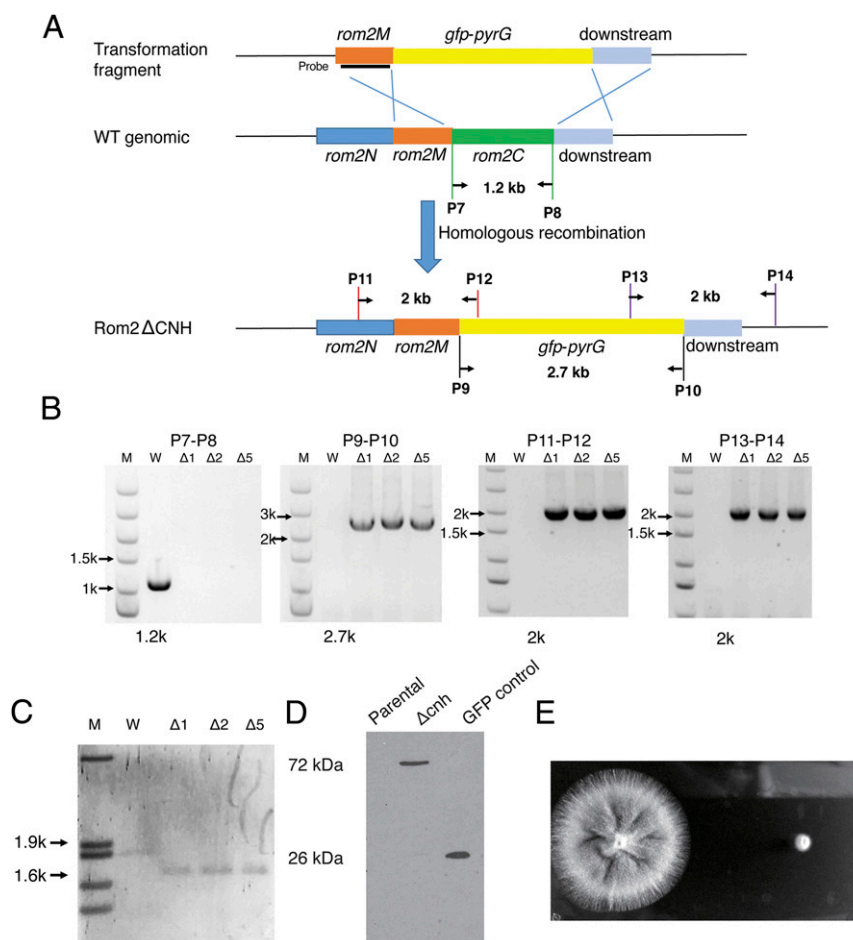 A
rom2M gfp-pyrG downstream
Transformation
fragment
Probe
WT genomic
rom2N rom2M rom2C downstream
1.2 kb
P7 P8
Homologous recombination
P11 P12 P13 P14
2 kb 2 kb
Rom2 ΔCNH
rom2N rom2M gfp-pyrG downstream
2.7 kb
P9 P10
B
P7-P8 P9-P10 P11-P12 P13-P14
M W Δ1 Δ2 Δ5 M W Δ1 Δ2 Δ5 M W Δ1 Δ2 Δ5 M W Δ1 Δ2 Δ5
1.5k 3k 2k 2k
1k 2k 1.5k 1.5k
1.2k 2.7k 2k 2k
C
M W Δ1 Δ2 Δ5
1.9k
1.6k
D
Parental Δcnh GFP control
72 kDa
26 kDa
E